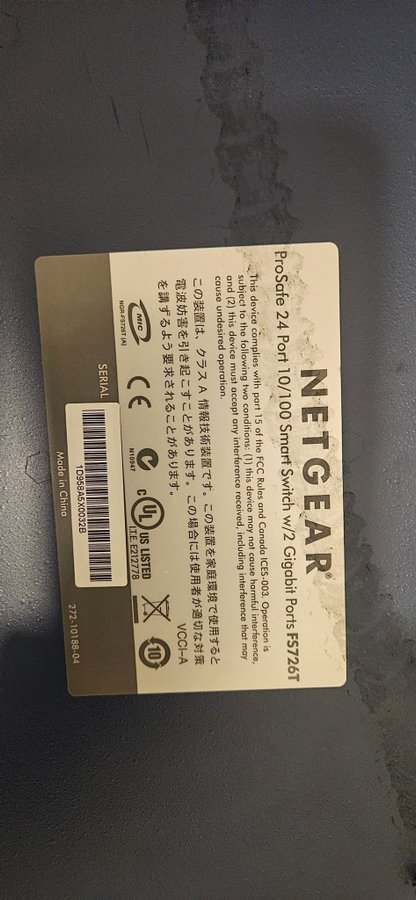 NETGEAR®
ProSafe 24 Port 10/100 Smart Switch w/2 Gigabit Ports FS726T
This device complies with part 15 of the FCC Rules and Canada ICES-003. Operation is
subject to the following two conditions: (1) this device may not cause harmful interference,
and (2) this device must accept any interference received, including interference that may
cause undesired operation.
この装置は、クラス A 情報技術装置です。この装置を家庭環境で使用すると
電波妨害を引き起こすことがあります。この場合には使用者が適切な対策
を講ずるよう要求されることがあります。 VCCI-A
MIC
NGR-FS726T (A)
CE
N10947
c UL US LISTED
I.T.E. E212778
10
SERIAL
1D958A5X0032B
Made in China
272-10188-04